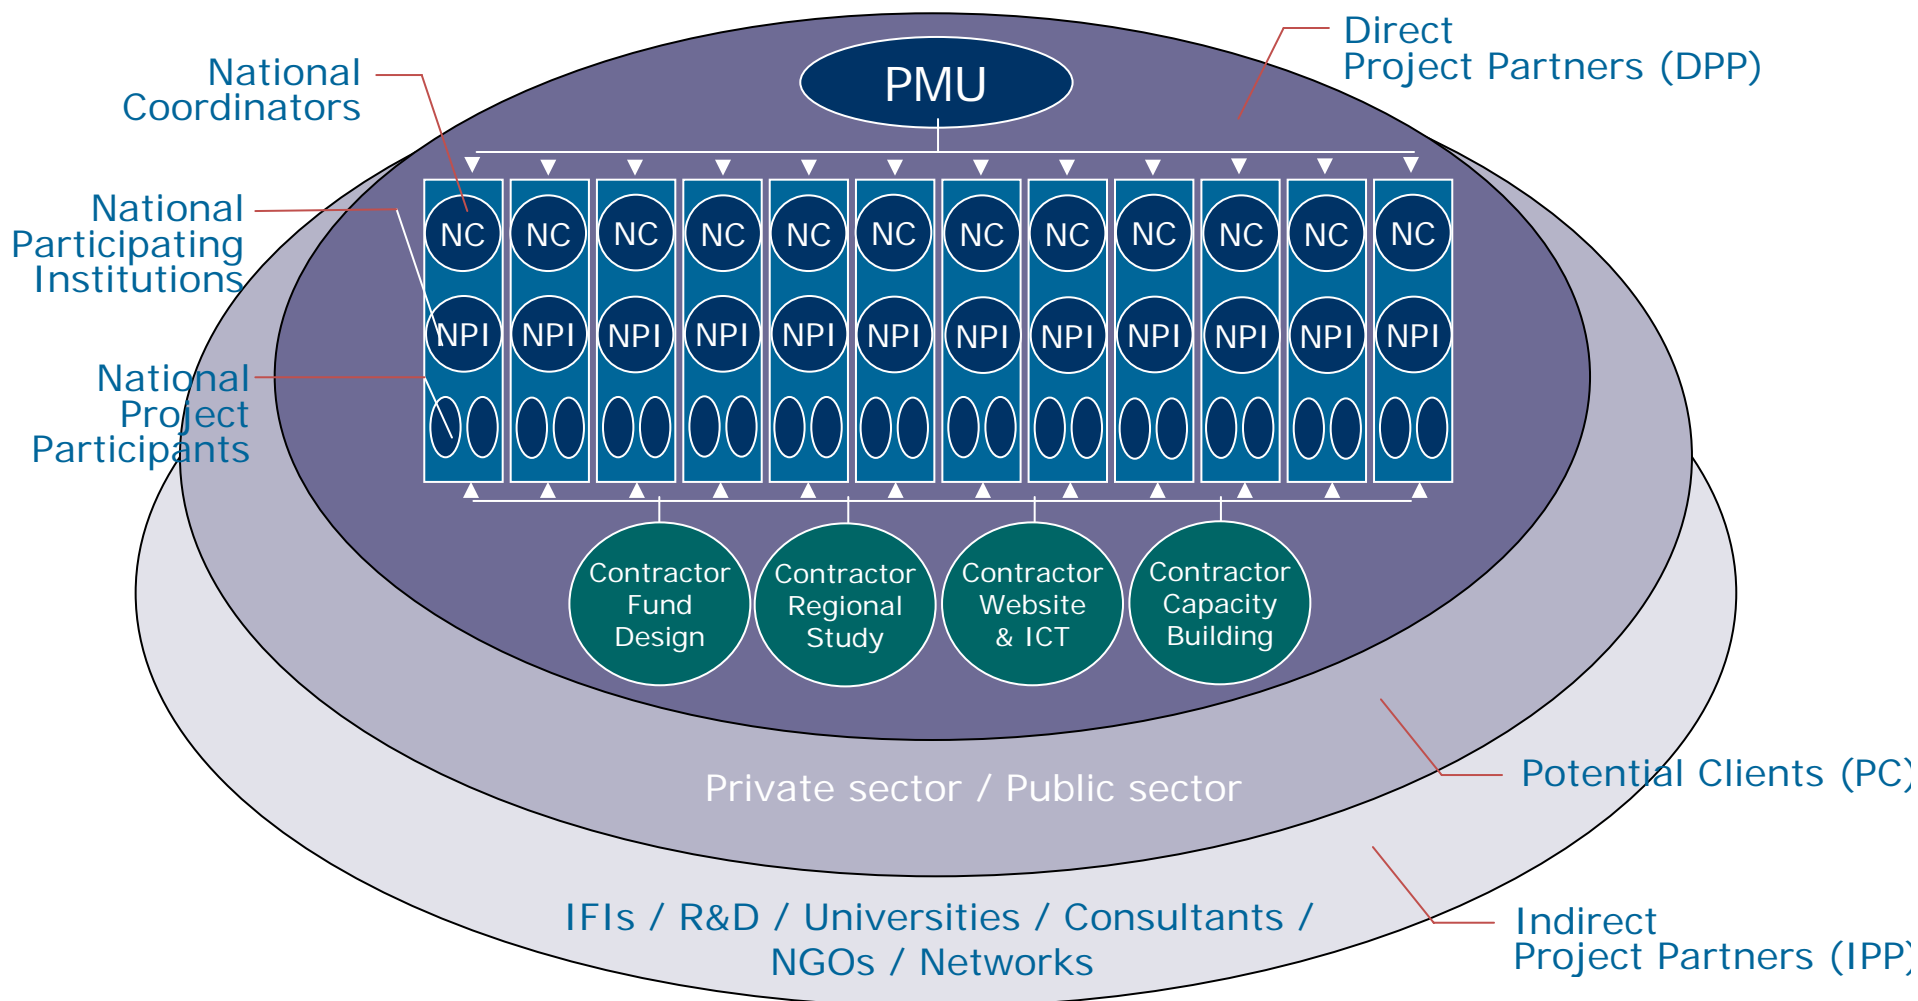 Direct
Project Partners (DPP)
National
Coordinators
PMU
National
Participating
Institutions
NC NC NC NC NC NC NC NC NC NC NC NC
NPI NPI NPI NPI NPI NPI NPI NPI NPI NPI NPI NPI
National
Project
Participants
Contractor
Fund
Design
Contractor
Regional
Study
Contractor
Website
& ICT
Contractor
Capacity
Building
Private sector / Public sector
Potential Clients (PC)
IFIs / R&D / Universities / Consultants /
NGOs / Networks
Indirect
Project Partners (IPP)